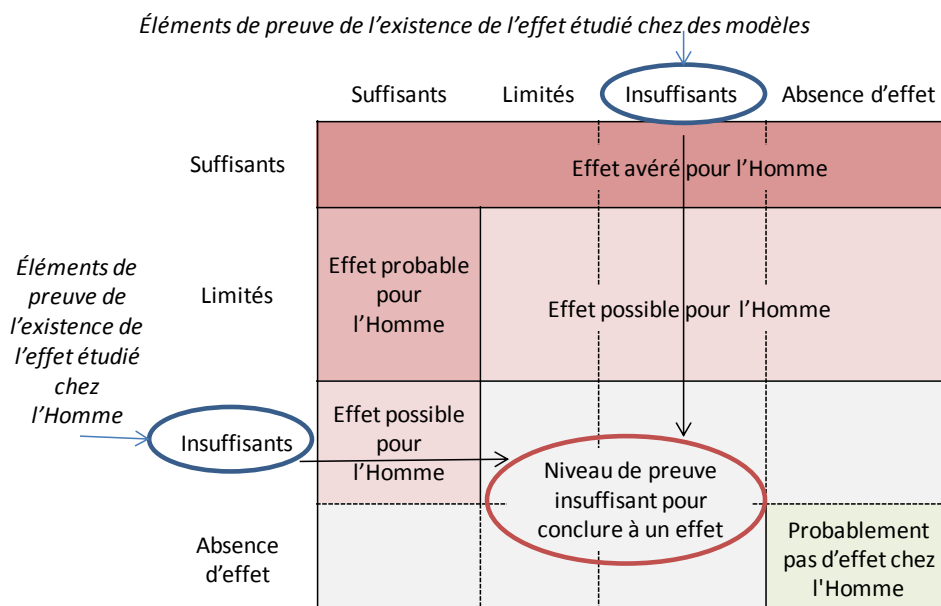 Éléments de preuve de l’existence de l’effet étudié chez des modèles
Suffisants Limités Insuffisants Absence d’effet
Suffisants
Effet avéré pour l’Homme
Éléments de
preuve de
l’existence de
l’effet étudié
chez
l’Homme
Limités
Effet probable
pour
l’Homme
Effet possible pour l’Homme
Insuffisants
Effet possible
pour
l’Homme
Niveau de preuve
insuffisant pour
conclure à un effet
Absence
d’effet
Probablement
pas d’effet chez
l'Homme